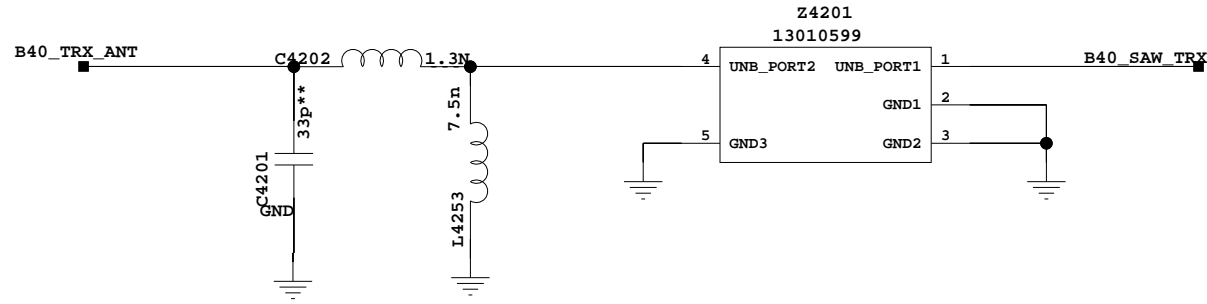 Z4201
13010599
B40_TRX_ANT
C4202
1.3N
4
UNB_PORT2
UNB_PORT1
1
B40_SAW_TRX
33p**
7.5n
GND1
2
5
GND3
GND2
3
C4201
GND
L4253